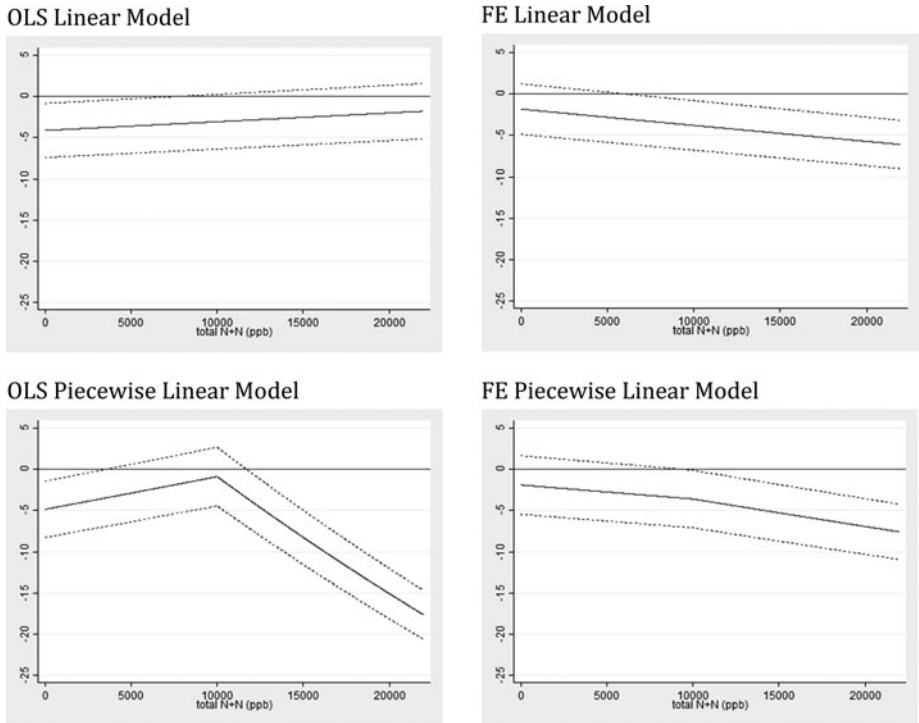 OLS Linear Model
5
0
-5
-10
-15
-20
-25
0 5000 10000 15000 20000
total N+N (ppb)
FE Linear Model
5
0
-5
-10
-15
-20
-25
0 5000 10000 15000 20000
total N+N (ppb)
OLS Piecewise Linear Model
5
0
-5
-10
-15
-20
-25
0 5000 10000 15000 20000
total N+N (ppb)
FE Piecewise Linear Model
5
0
-5
-10
-15
-20
-25
0 5000 10000 15000 20000
total N+N (ppb)